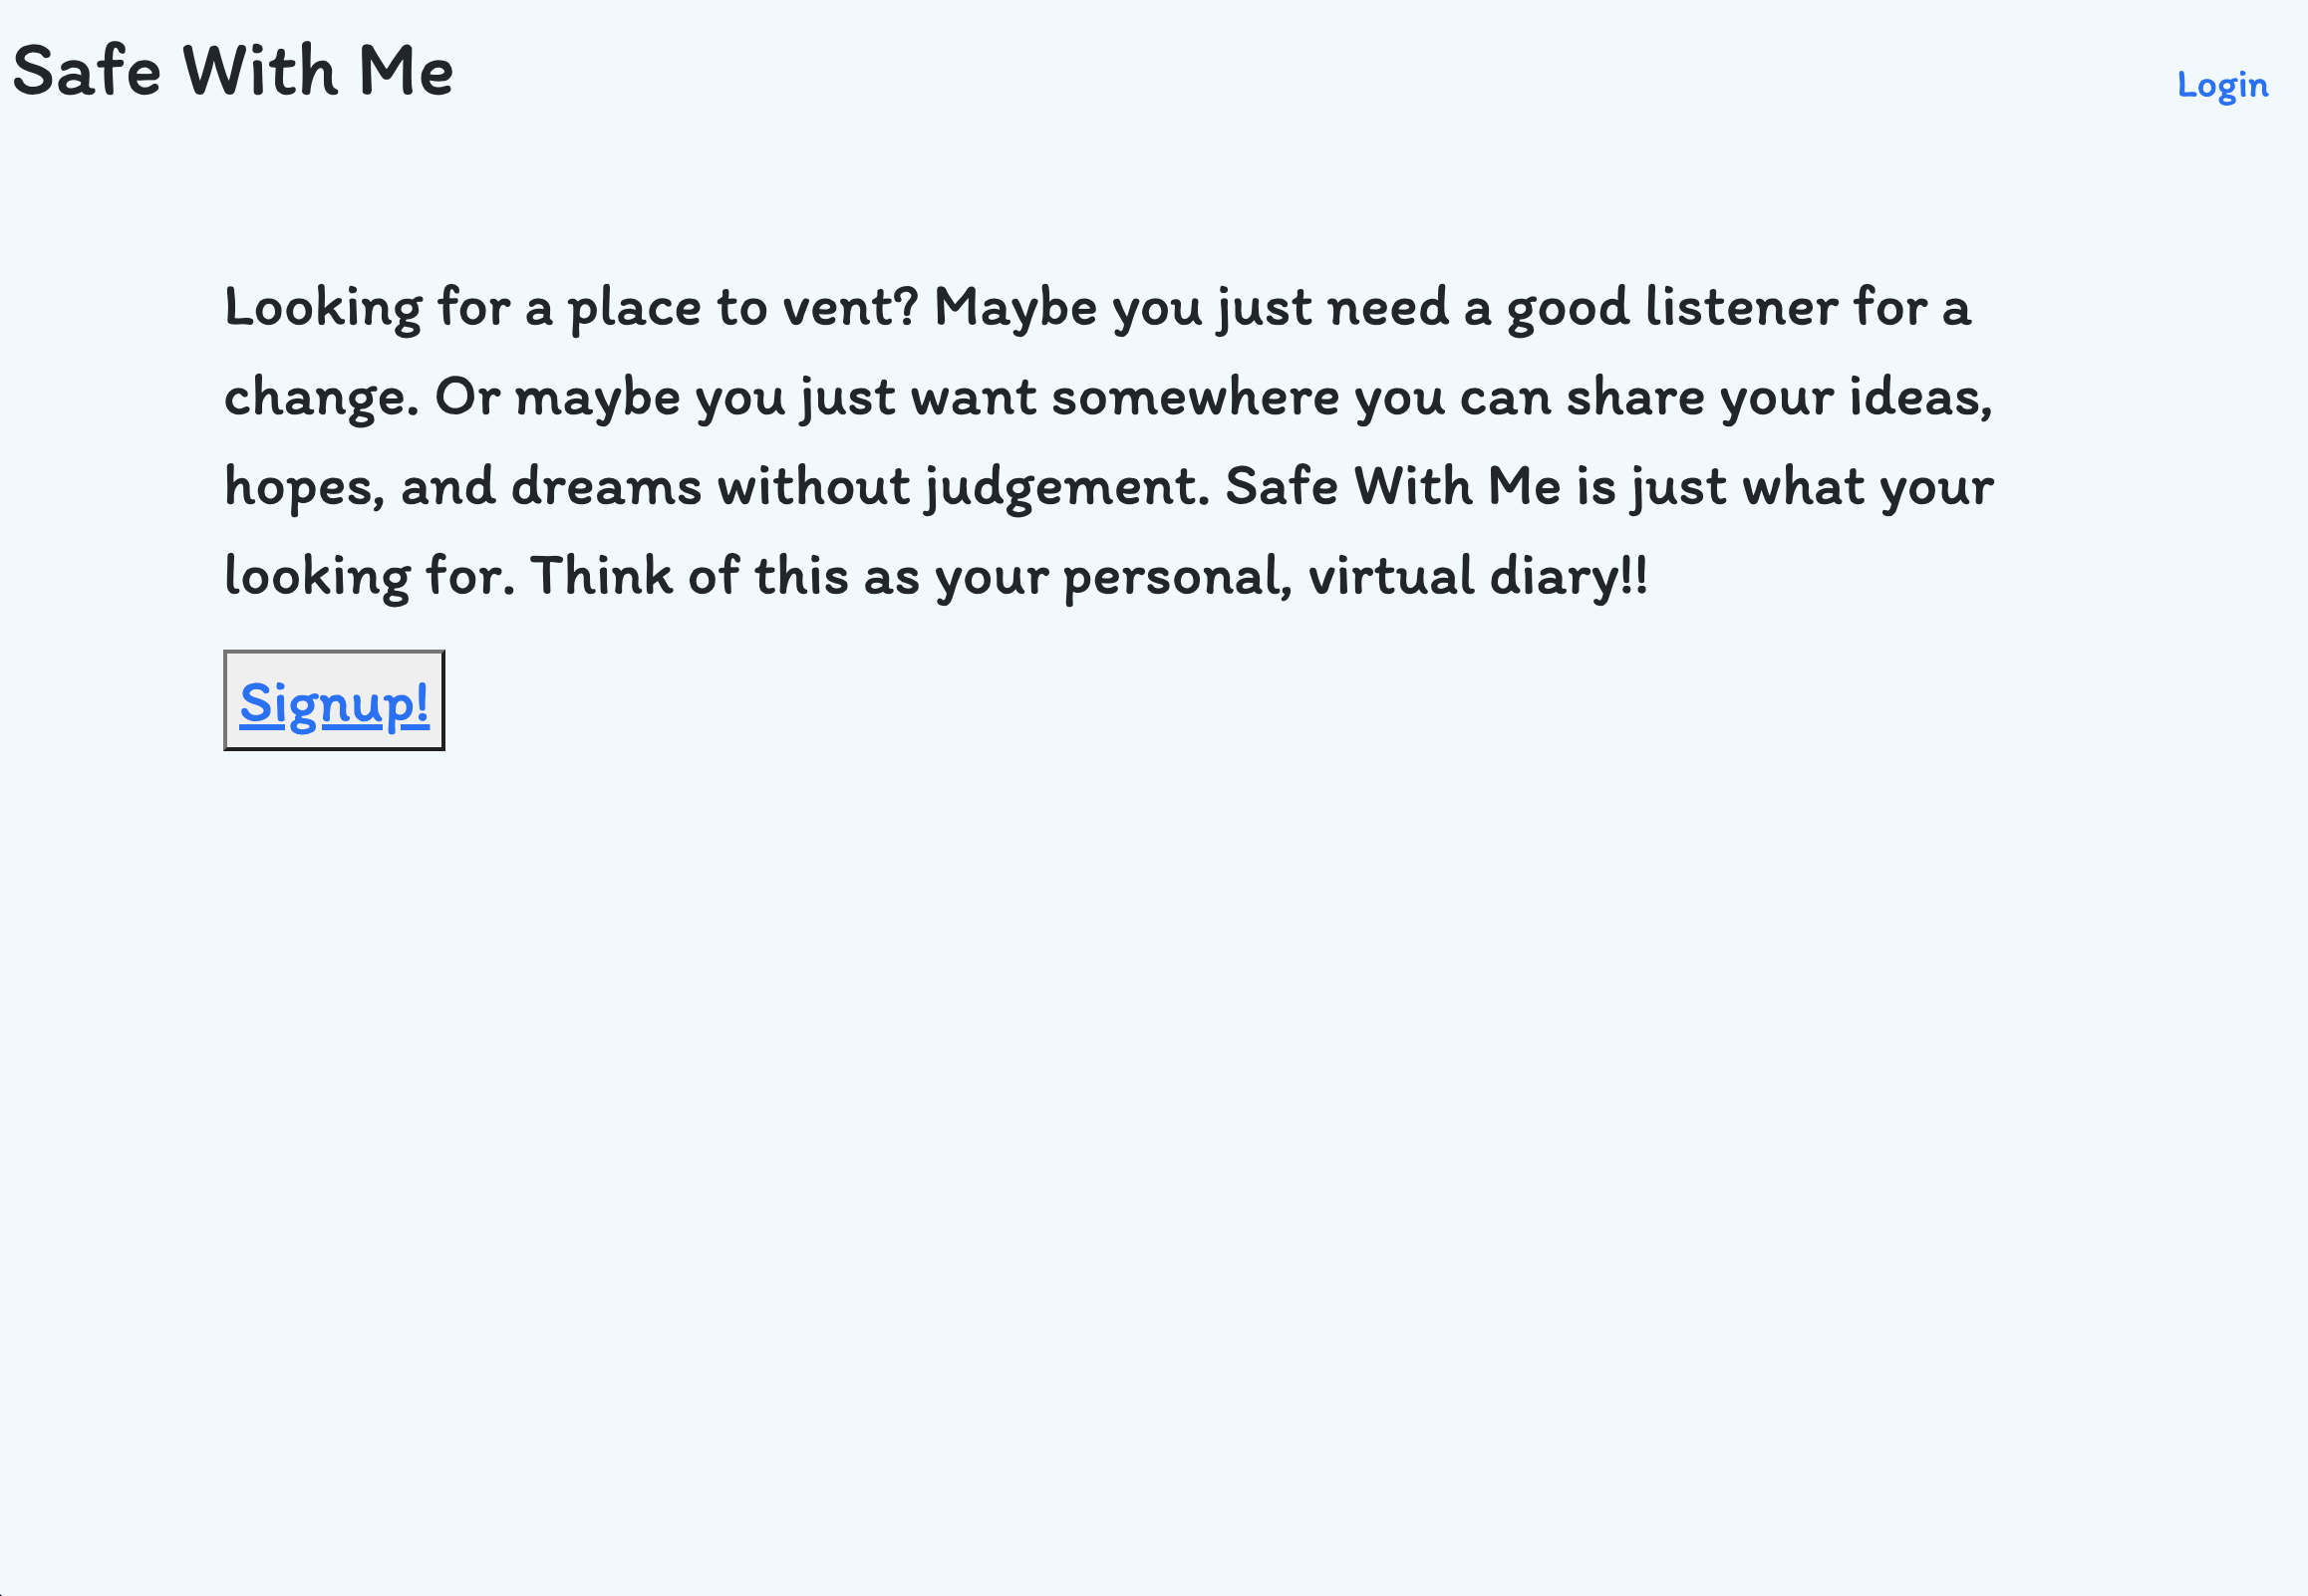 Safe With Me
Login
Looking for a place to vent? Maybe you just need a good listener for a
change. Or maybe you just want somewhere you can share your ideas,
hopes, and dreams without judgement. Safe With Me is just what your
looking for. Think of this as your personal, virtual diary!!
Signup!